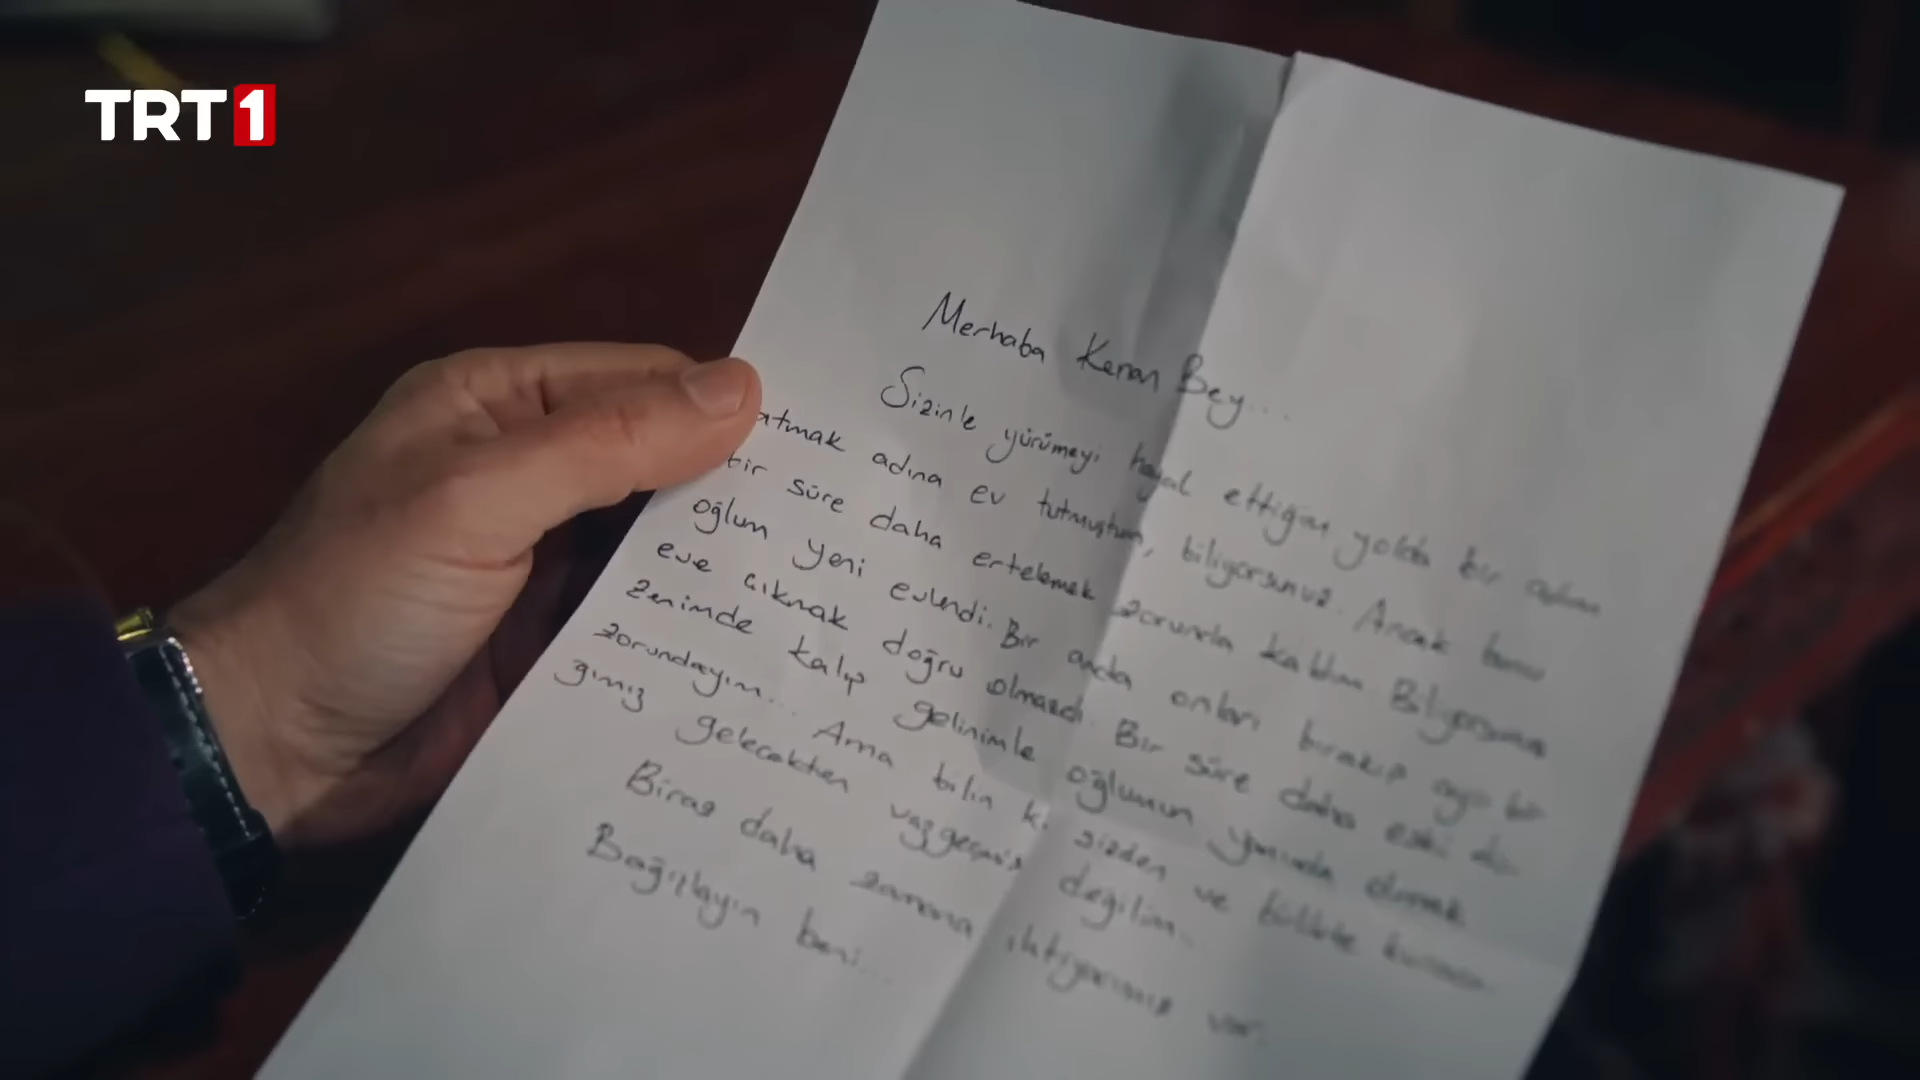 TRT 1
Merhaba Kenan Bey...
Sizinle yürümeyi hayal ettiğim yolda bir adım
atmak adına ev tutmuştum, biliyorsunuz. Ancak bunu
bir süre daha ertelemek zorunda kaldım. Biliyorsunuz
oğlum yeni evlendi. Bir anda onları bırakıp ayrı bir
eve çıkmak doğru olmazdı. Bir süre daha eski dü-
zenimde kalıp gelinimle oğlumun yanında olmak
zorundayım... Ama bilin ki sizden ve birlikte kuraca-
ğımız gelecekten vazgeçmiş değilim..
Biraz daha zamana ihtiyacımız var.
Bağışlayın beni...